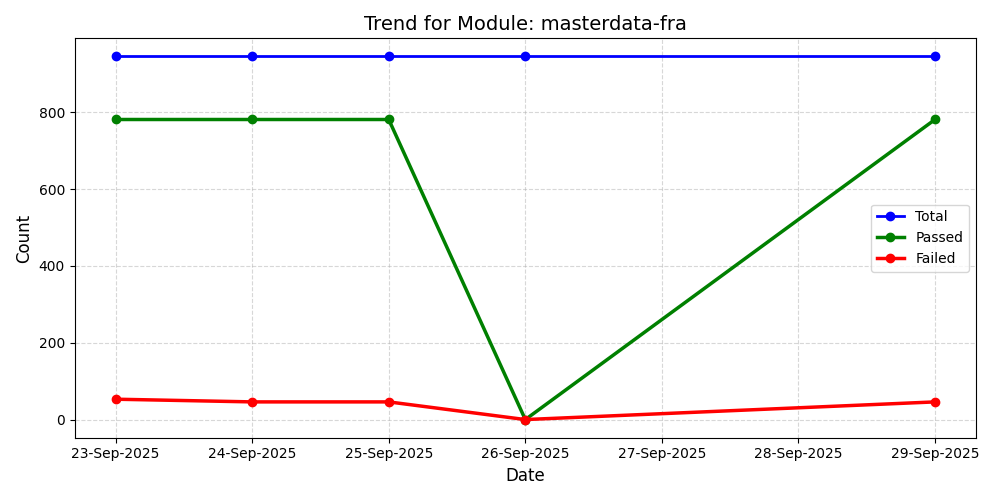 Trend for Module: masterdata-fra
Count
800
600
400
200
0
Total
Passed
Failed
23-Sep-2025
24-Sep-2025
25-Sep-2025
26-Sep-2025
27-Sep-2025
28-Sep-2025
29-Sep-2025
Date